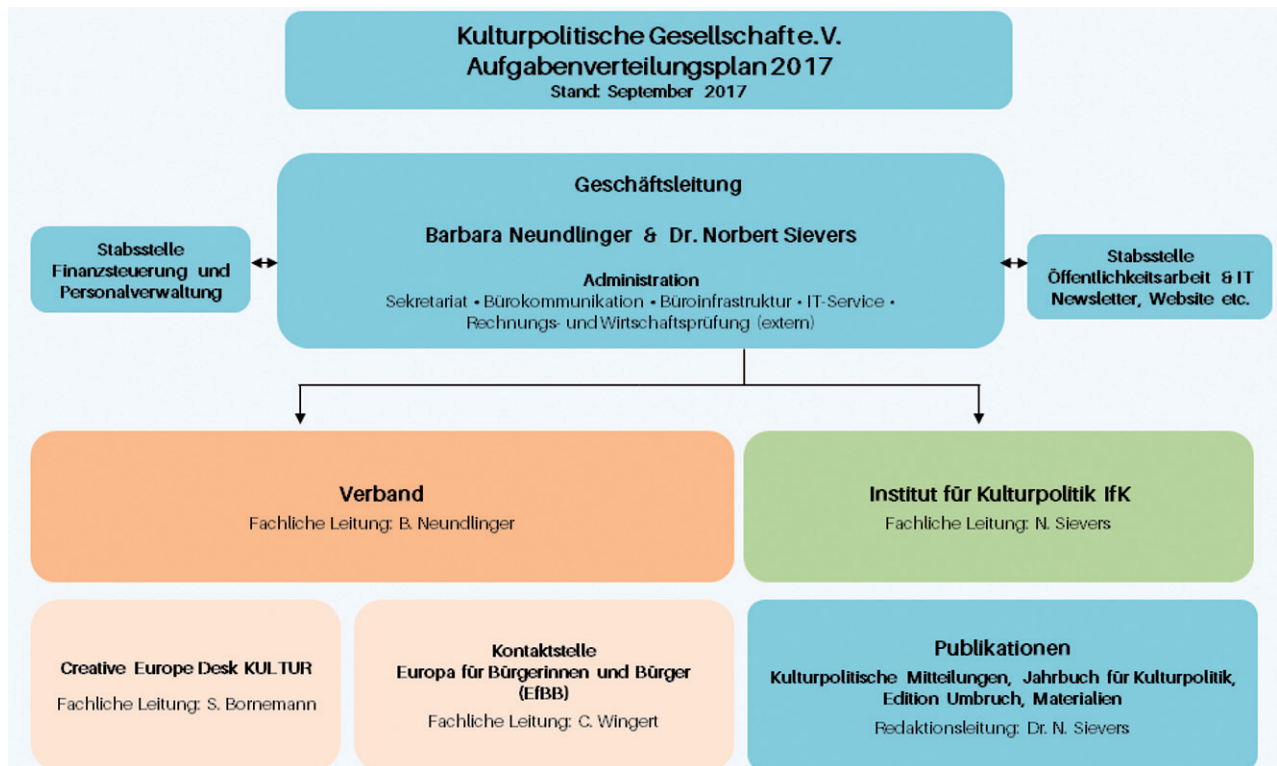 Kulturpolitische Gesellschaft e.V.
Aufgabenverteilungsplan 2017
Stand: September 2017
Geschäftsleitung
Barbara Neundlinger & Dr. Norbert Sievers
Administration
Sekretariat • Bürokommunikation • Büroinfrastruktur • IT-Service •
Rechnungs- und Wirtschaftsprüfung (extern)
Stabsstelle
Finanzsteuerung und
Personalverwaltung
Stabsstelle
Öffentlichkeitsarbeit & IT
Newsletter, Website etc.
Verband
Fachliche Leitung: B. Neundlinger
Institut für Kulturpolitik IfK
Fachliche Leitung: N. Sievers
Creative Europe Desk KULTUR
Fachliche Leitung: S. Bornemann
Kontaktstelle
Europa für Bürgerinnen und Bürger
(EfBB)
Fachliche Leitung: C. Wingert
Publikationen
Kulturpolitische Mitteilungen, Jahrbuch für Kulturpolitik,
Edition Umbruch, Materialien
Redaktionsleitung: Dr. N. Sievers